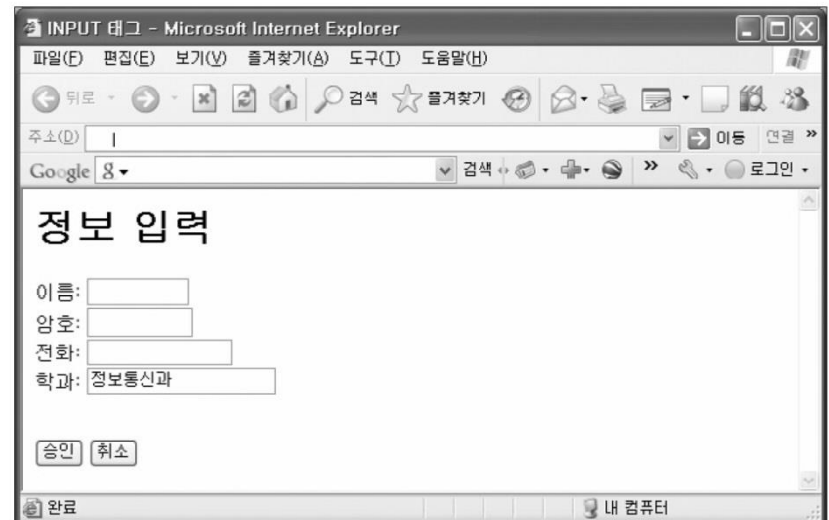 INPUT 태그 - Microsoft Internet Explorer
파일(F) 편집(E) 보기(V) 즐겨찾기(A) 도구(T) 도움말(H)
뒤로 검색 즐겨찾기
주소(D) 이동 연결 »
Google g 검색 » 로그인
정보 입력
이름:
암호:
전화:
학과: 정보통신과
승인 취소
완료 내 컴퓨터